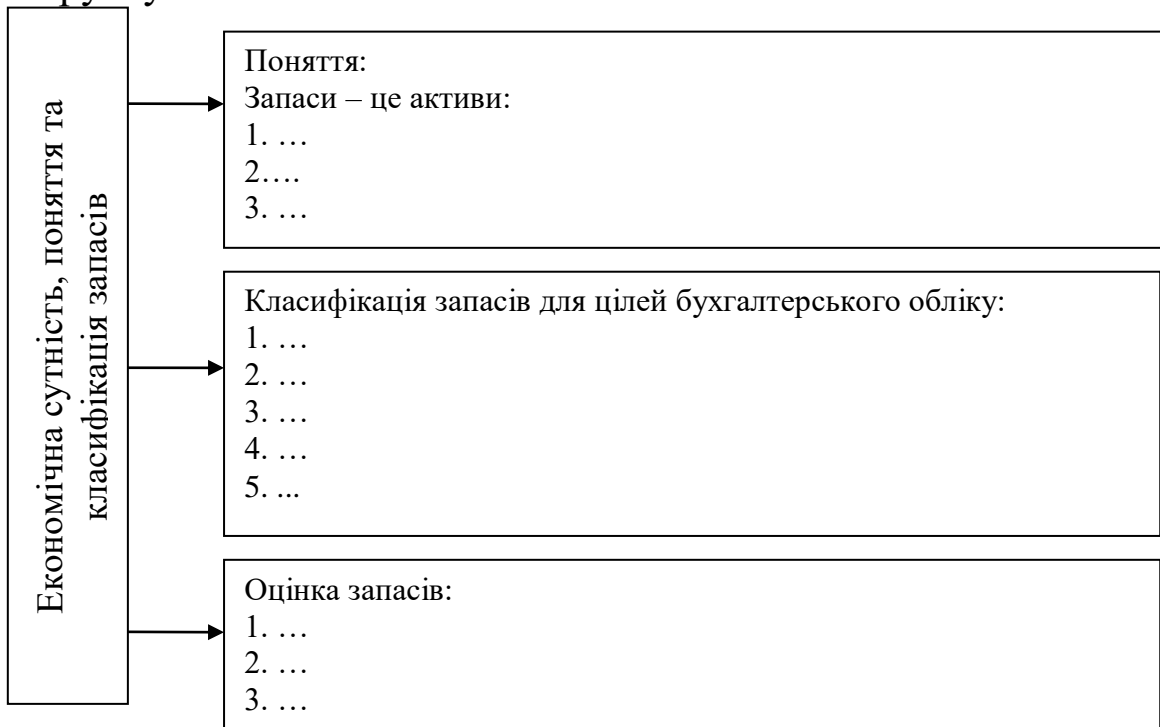 Економічна сутність, поняття та
класифікація запасів
Поняття:
Запаси – це активи:
1. …
2….
3. …
Класифікація запасів для цілей бухгалтерського обліку:
1. …
2. …
3. …
4. …
5. ...
Оцінка запасів:
1. …
2. …
3. …